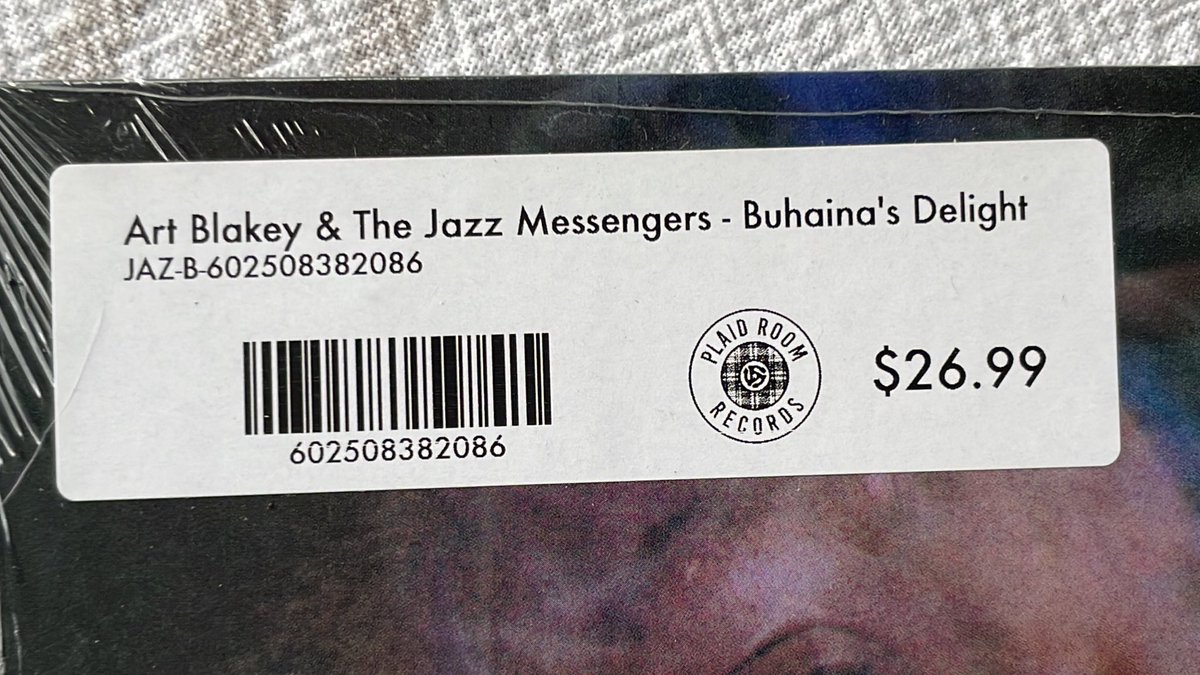 Art Blakey & The Jazz Messengers - Buhaina's Delight
JAZ-B-602508382086
602508382086
PLAID ROOM
RECORDS
$26.99